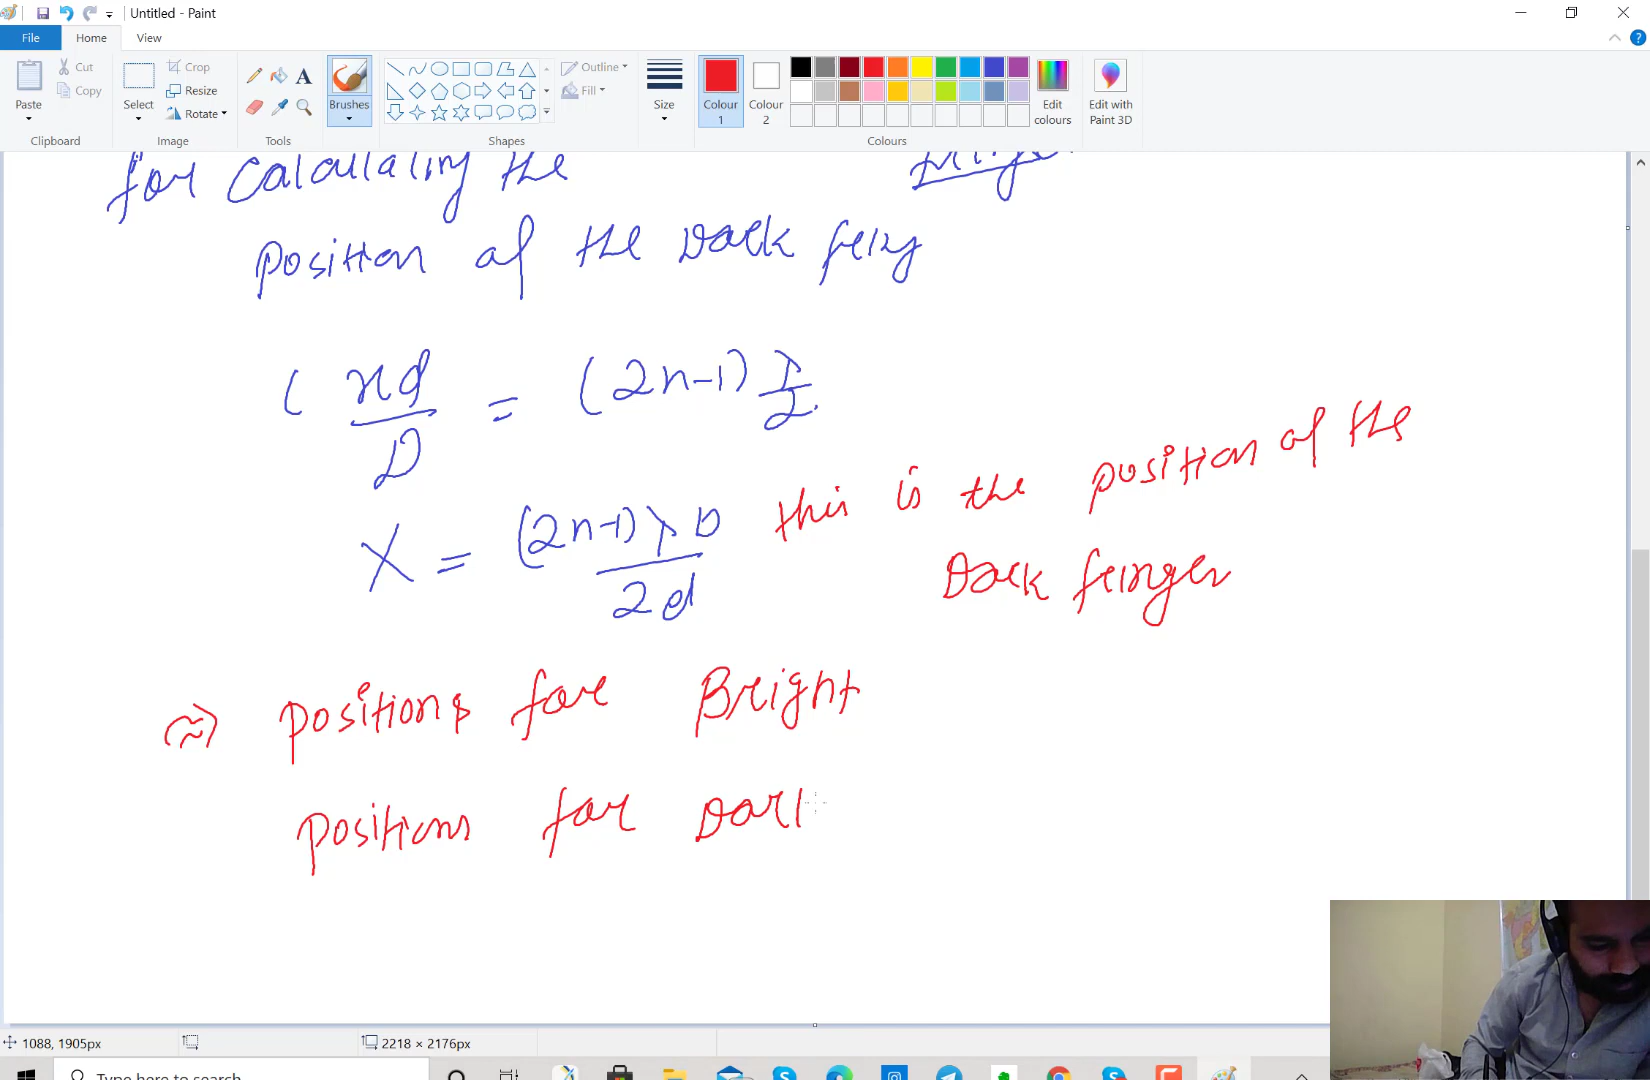 Untitled - Paint
File Home View
Paste Cut Copy Clipboard
Select Crop Resize Rotate Image
Tools
Brushes
Outline Fill Shapes
Size
Colour 1 Colour 2
Edit colours
Edit with Paint 3D
Colours
for calculating the
position of the Dark
xd/D = (2n-1) λ/2
X = (2n-1) λ D / 2d
this is the position of the
Dark fringer
⇒ positions for Bright
positions for Dark
1088, 1905px
2218 × 2176px
Type here to search